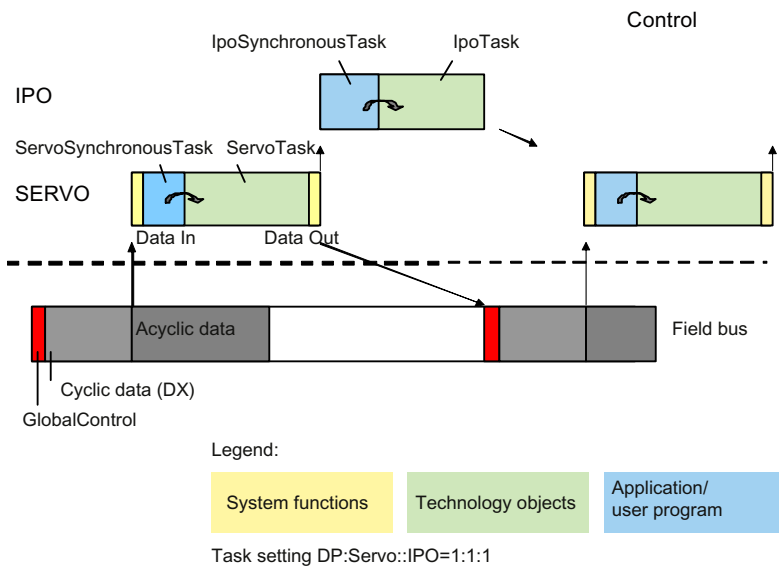 Control
IpoSynchronousTask
IpoTask
IPO
ServoSynchronousTask
ServoTask
SERVO
Data In
Data Out
Acyclic data
Field bus
Cyclic data (DX)
GlobalControl
Legend:
System functions
Technology objects
Application/
user program
Task setting DP:Servo::IPO=1:1:1